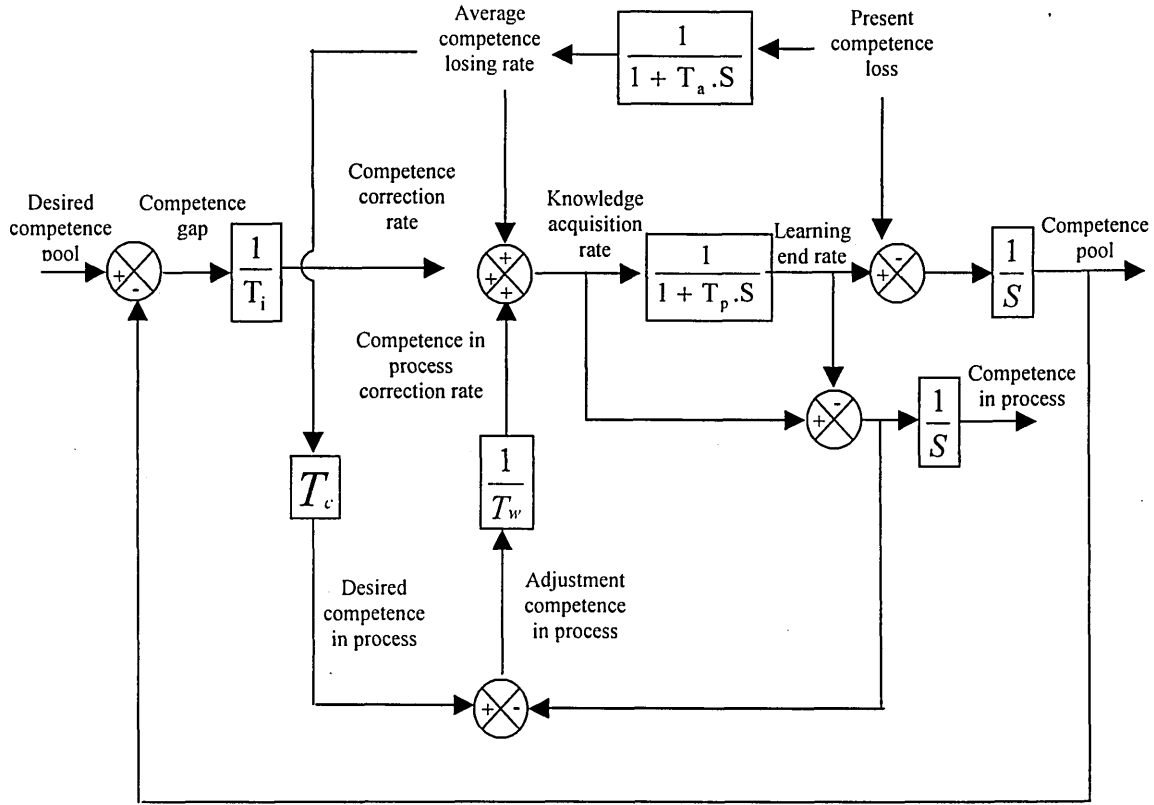 Average
competence
losing rate
1
1 + T_a .S
Present
competence
loss
Desired
competence
pool
Competence
gap
1
T_i
Competence
correction
rate
+
-
+
+
+
Knowledge
acquisition
rate
1
1 + T_p .S
Learning
end rate
-
+
1
S
Competence
pool
Competence in
process
correction rate
-
+
1
S
Competence
in process
T_c
1
T_w
Desired
competence
in process
Adjustment
competence
in process
+
-